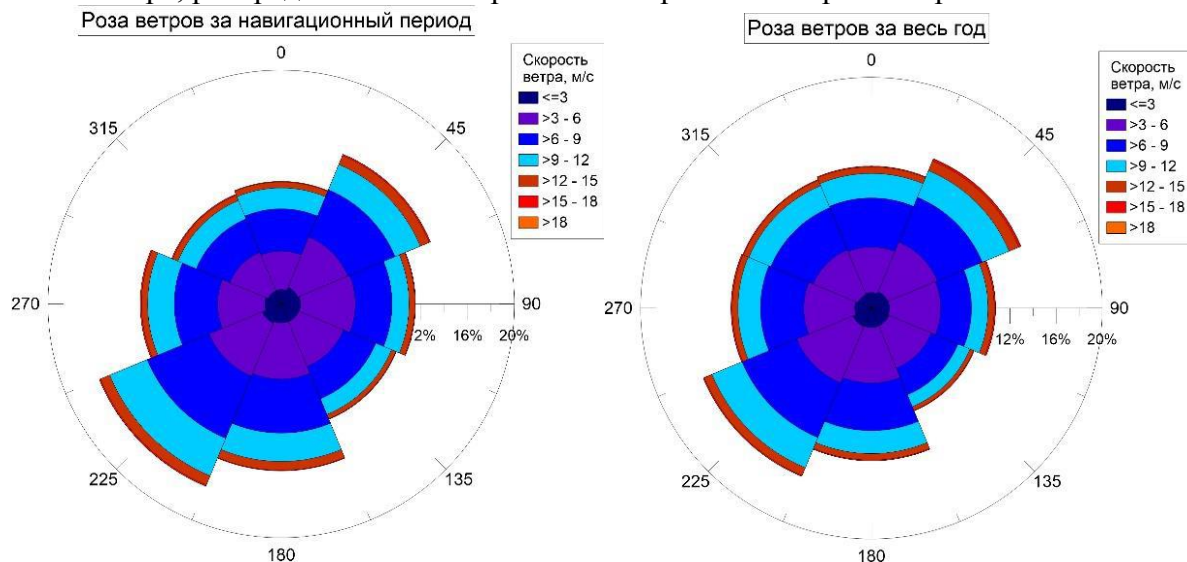 Роза ветров за навигационный период
Скорость
ветра, м/с
<=3
>3 - 6
>6 - 9
>9 - 12
>12 - 15
>15 - 18
>18
0
45
90
135
180
225
270
315
2%
16%
20%
Роза ветров за весь год
Скорость
ветра, м/с
<=3
>3 - 6
>6 - 9
>9 - 12
>12 - 15
>15 - 18
>18
0
45
90
135
180
225
270
315
12%
16%
20%